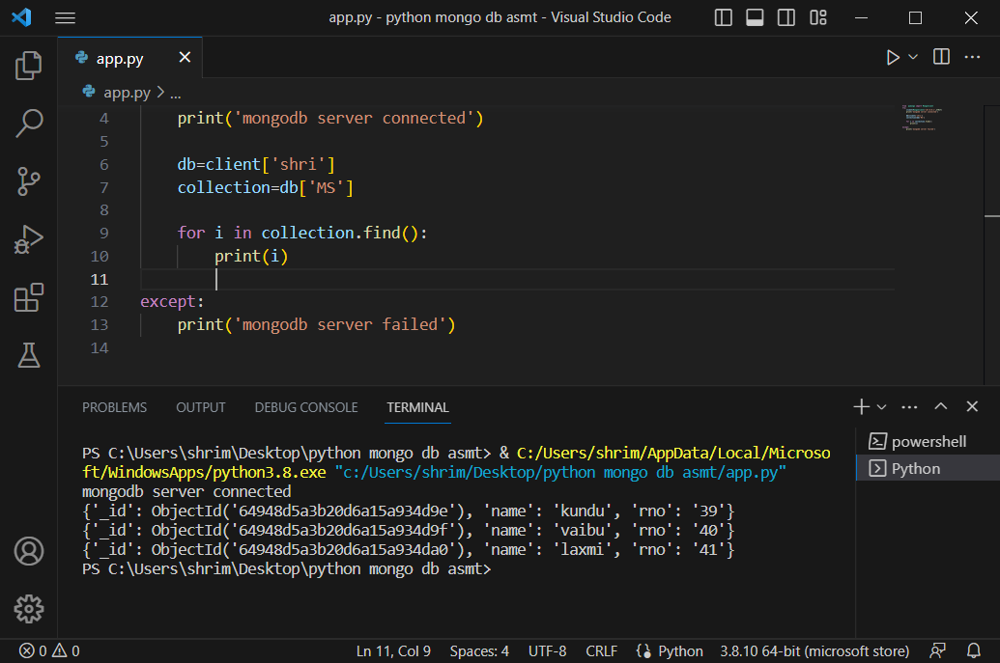 app.py - python mongo db asmt - Visual Studio Code
app.py
app.py > ...
4 print('mongodb server connected')
5
6 db=client['shri']
7 collection=db['MS']
8
9 for i in collection.find():
10 print(i)
11
12 except:
13 print('mongodb server failed')
14
PROBLEMS OUTPUT DEBUG CONSOLE TERMINAL
PS C:\Users\shrim\Desktop\python mongo db asmt> & C:/Users/shrim/AppData/Local/Microso
ft/WindowsApps/python3.8.exe "c:/Users/shrim/Desktop/python mongo db asmt/app.py"
mongodb server connected
{'_id': ObjectId('64948d5a3b20d6a15a934d9e'), 'name': 'kundu', 'rno': '39'}
{'_id': ObjectId('64948d5a3b20d6a15a934d9f'), 'name': 'vaibu', 'rno': '40'}
{'_id': ObjectId('64948d5a3b20d6a15a934da0'), 'name': 'laxmi', 'rno': '41'}
PS C:\Users\shrim\Desktop\python mongo db asmt>
powershell
Python
0 0 Ln 11, Col 9 Spaces: 4 UTF-8 CRLF Python 3.8.10 64-bit (microsoft store)